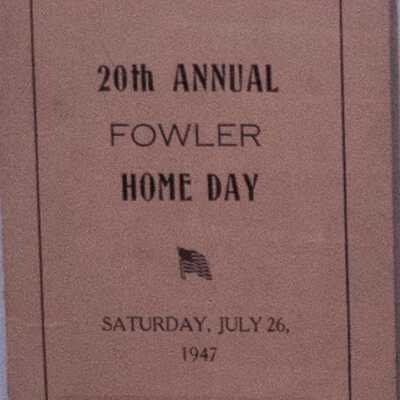 20th ANNUAL
FOWLER
HOME DAY
SATURDAY, JULY 26,
1947